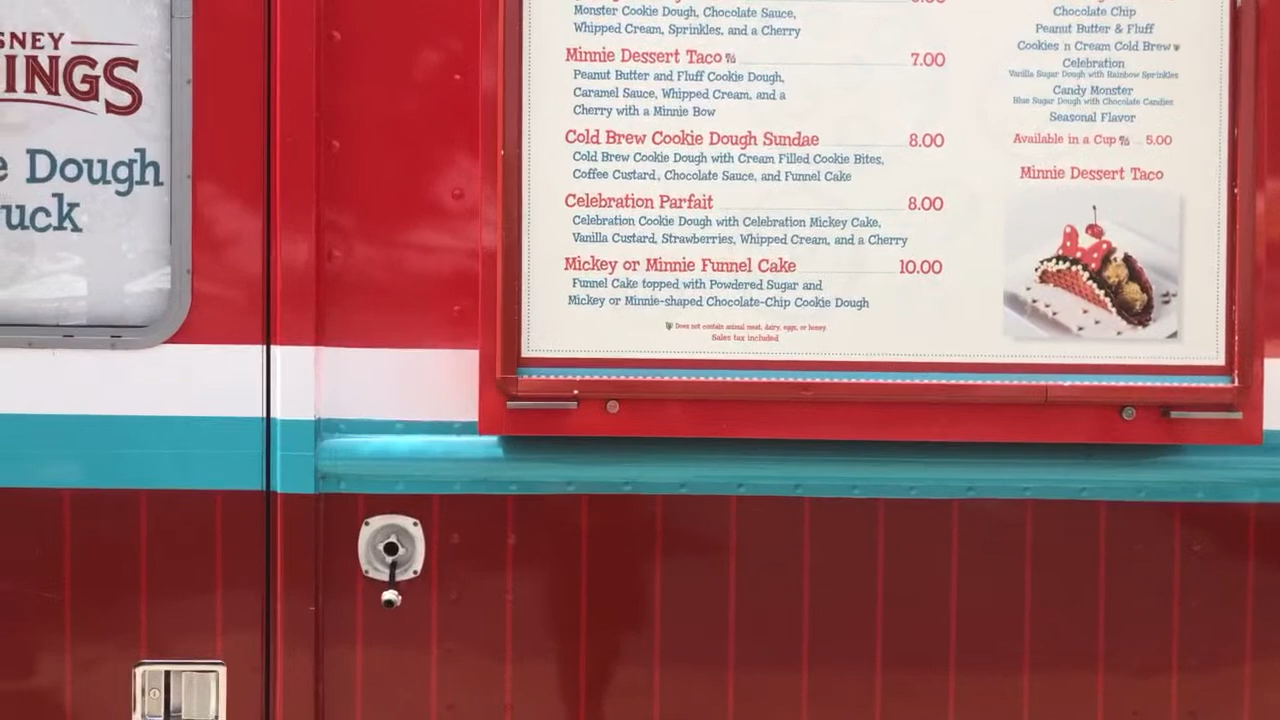 SNEY
INGS
e Dough
uck
Monster Cookie Dough, Chocolate Sauce,
Whipped Cream, Sprinkles, and a Cherry
Minnie Dessert Taco 7.00
Peanut Butter and Fluff Cookie Dough,
Caramel Sauce, Whipped Cream, and a
Cherry with a Minnie Bow
Cold Brew Cookie Dough Sundae 8.00
Cold Brew Cookie Dough with Cream Filled Cookie Bites,
Coffee Custard, Chocolate Sauce, and Funnel Cake
Celebration Parfait 8.00
Celebration Cookie Dough with Celebration Mickey Cake,
Vanilla Custard, Strawberries, Whipped Cream, and a Cherry
Mickey or Minnie Funnel Cake 10.00
Funnel Cake topped with Powdered Sugar and
Mickey or Minnie-shaped Chocolate-Chip Cookie Dough
Does not contain animal meat, dairy, eggs, or honey.
Sales tax included.
Chocolate Chip
Peanut Butter & Fluff
Cookies n Cream Cold Brew
Celebration
Vanilla Sugar Dough with Rainbow Sprinkles
Candy Monster
Blue Sugar Dough with Chocolate Candies
Seasonal Flavor
Available in a Cup 5.00
Minnie Dessert Taco